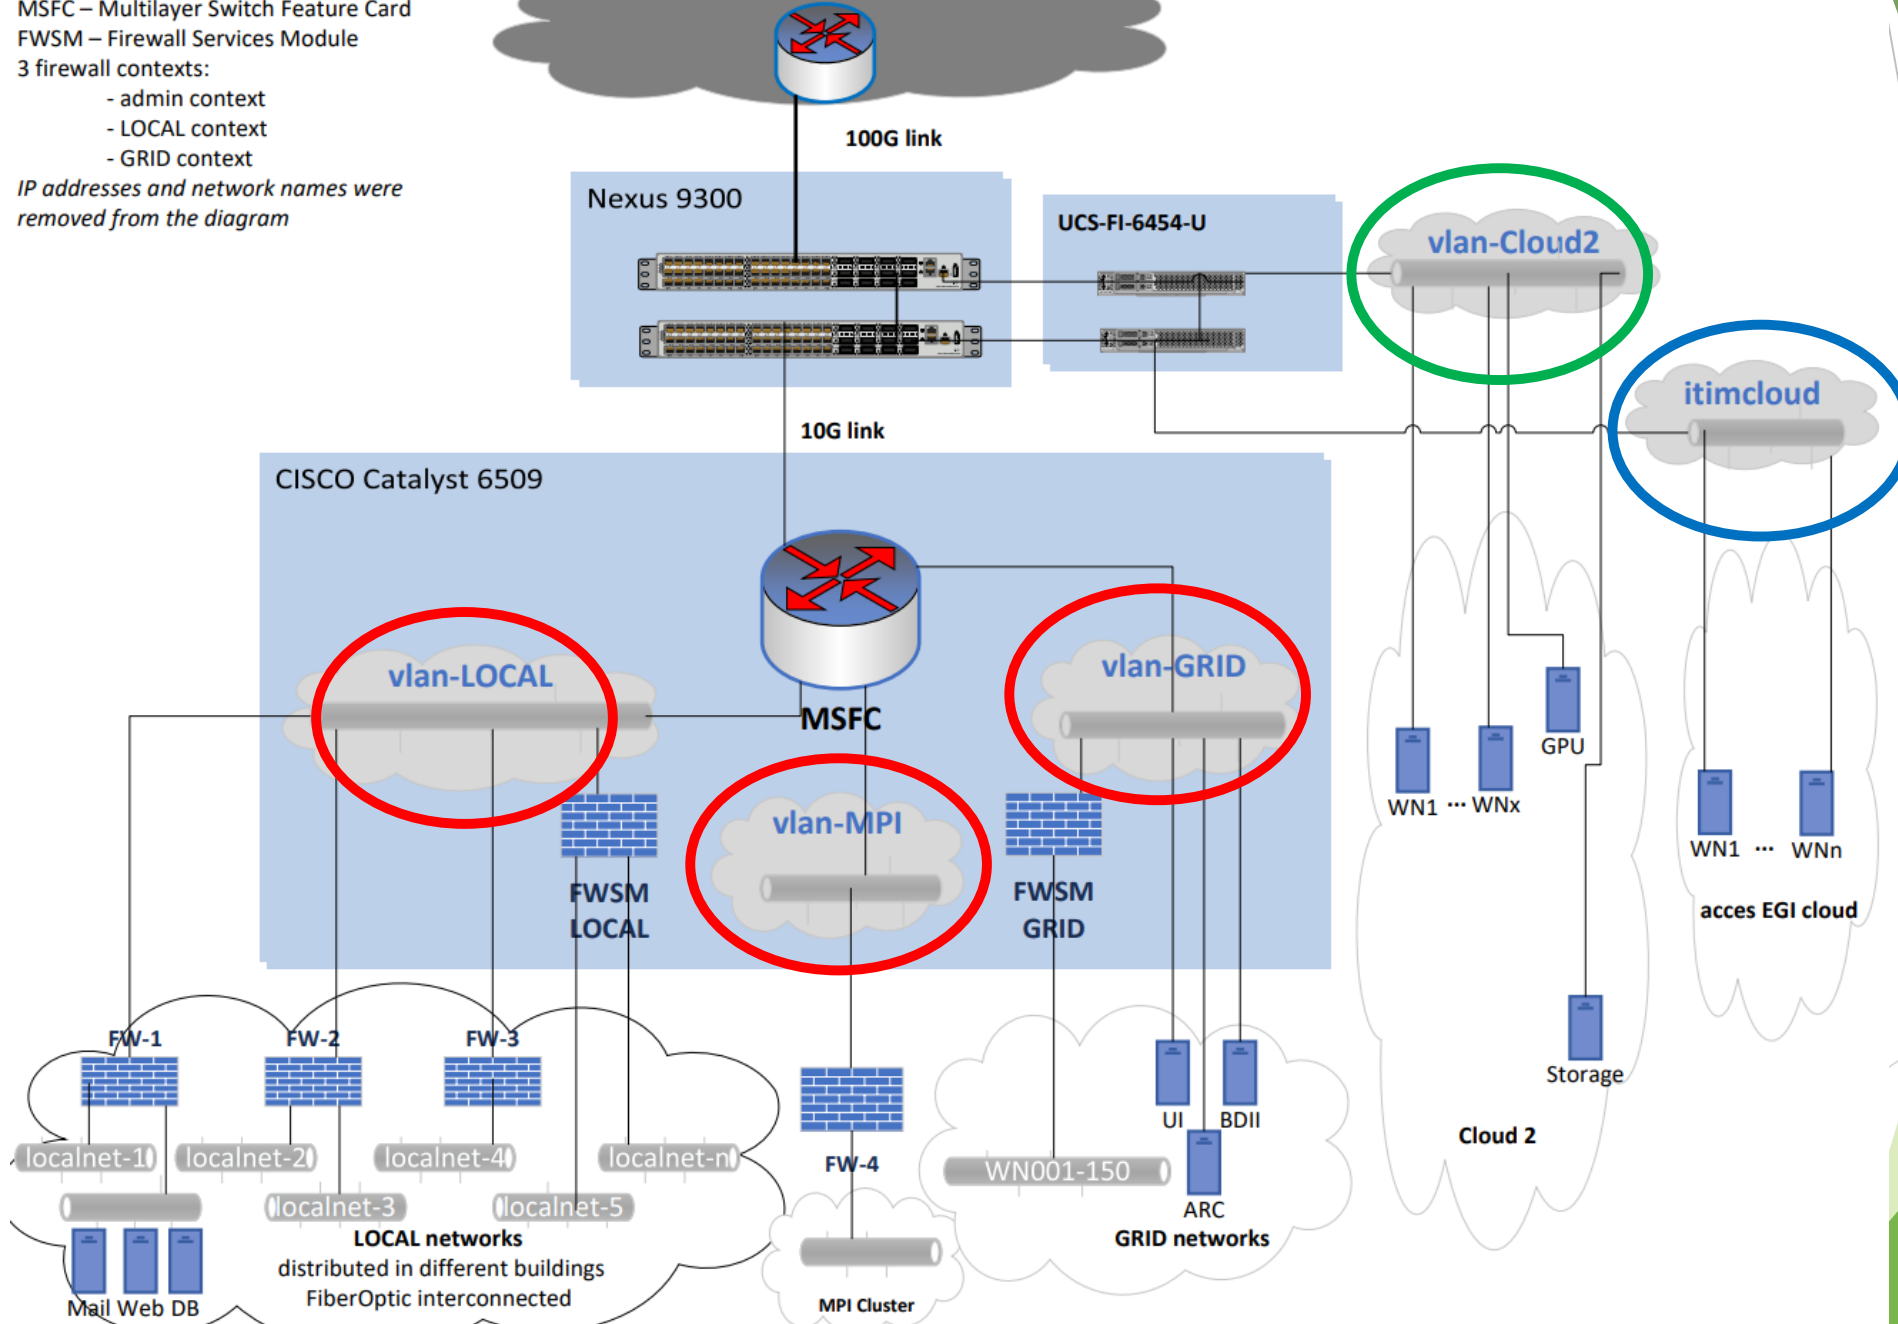 MSFC – Multilayer Switch Feature Card
FWSM – Firewall Services Module
3 firewall contexts:
- admin context
- LOCAL context
- GRID context
IP addresses and network names were
removed from the diagram
100G link
Nexus 9300
UCS-FI-6454-U
vlan-Cloud2
itimcloud
10G link
CISCO Catalyst 6509
vlan-LOCAL
MSFC
vlan-GRID
vlan-MPI
FWSM
LOCAL
FWSM
GRID
GPU
WN1 ... WNx
WN1 ... WNn
acces EGI cloud
Storage
Cloud 2
FW-1
FW-2
FW-3
FW-4
localnet-1
localnet-2
localnet-4
localnet-n
localnet-3
localnet-5
LOCAL networks
distributed in different buildings
FiberOptic interconnected
Mail Web DB
MPI Cluster
UI
BDII
WN001-150
ARC
GRID networks